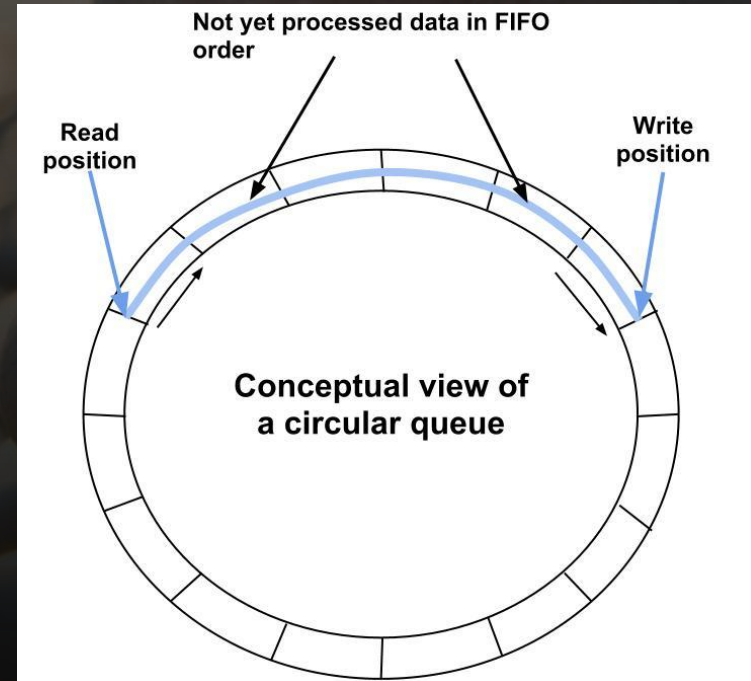 Not yet processed data in FIFO
order
Read
position
Write
position
Conceptual view of
a circular queue